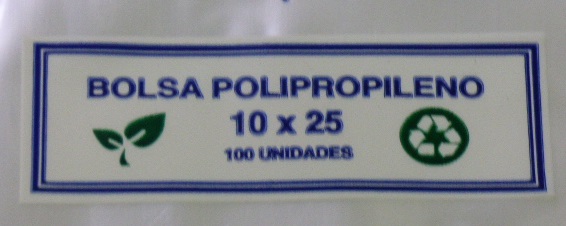 BOLSA POLIPROPILENO
10 x 25
100 UNIDADES